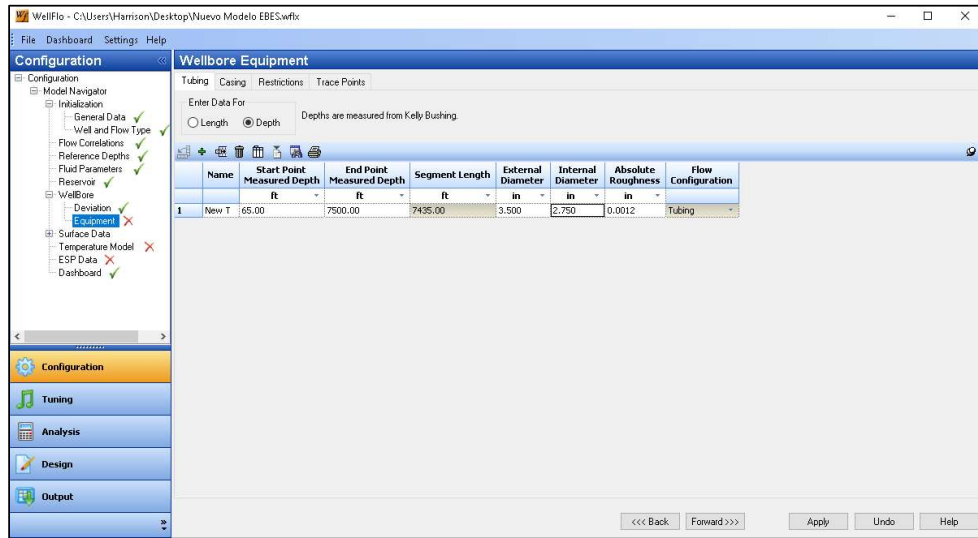 WellFlo - C:\Users\Harrison\Desktop\Nuevo Modelo EBES.wflx
File Dashboard Settings Help
Configuration «
Configuration
Model Navigator
Initialization
General Data
Well and Flow Type
Flow Correlations
Reference Depths
Fluid Parameters
Reservoir
WellBore
Deviation
Equipment
Surface Data
Temperature Model
ESP Data
Dashboard
Configuration
Tuning
Analysis
Design
Output
Wellbore Equipment
Tubing Casing Restrictions Trace Points
Enter Data For
Length Depth Depths are measured from Kelly Bushing.
Name Start Point Measured Depth End Point Measured Depth Segment Length External Diameter Internal Diameter Absolute Roughness Flow Configuration
ft ft ft in in in
1 New T 65.00 7500.00 7435.00 3.500 2.750 0.0012 Tubing
<<< Back Forward >>> Apply Undo Help